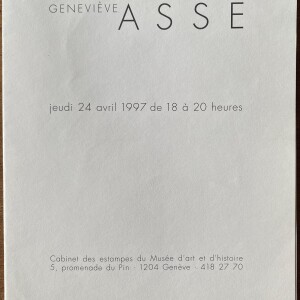 GENEVIÈVE ASSE
jeudi 24 avril 1997 de 18 à 20 heures
Cabinet des estampes du Musée d'art et d'histoire
5, promenade du Pin · 1204 Genève · 418 27 70